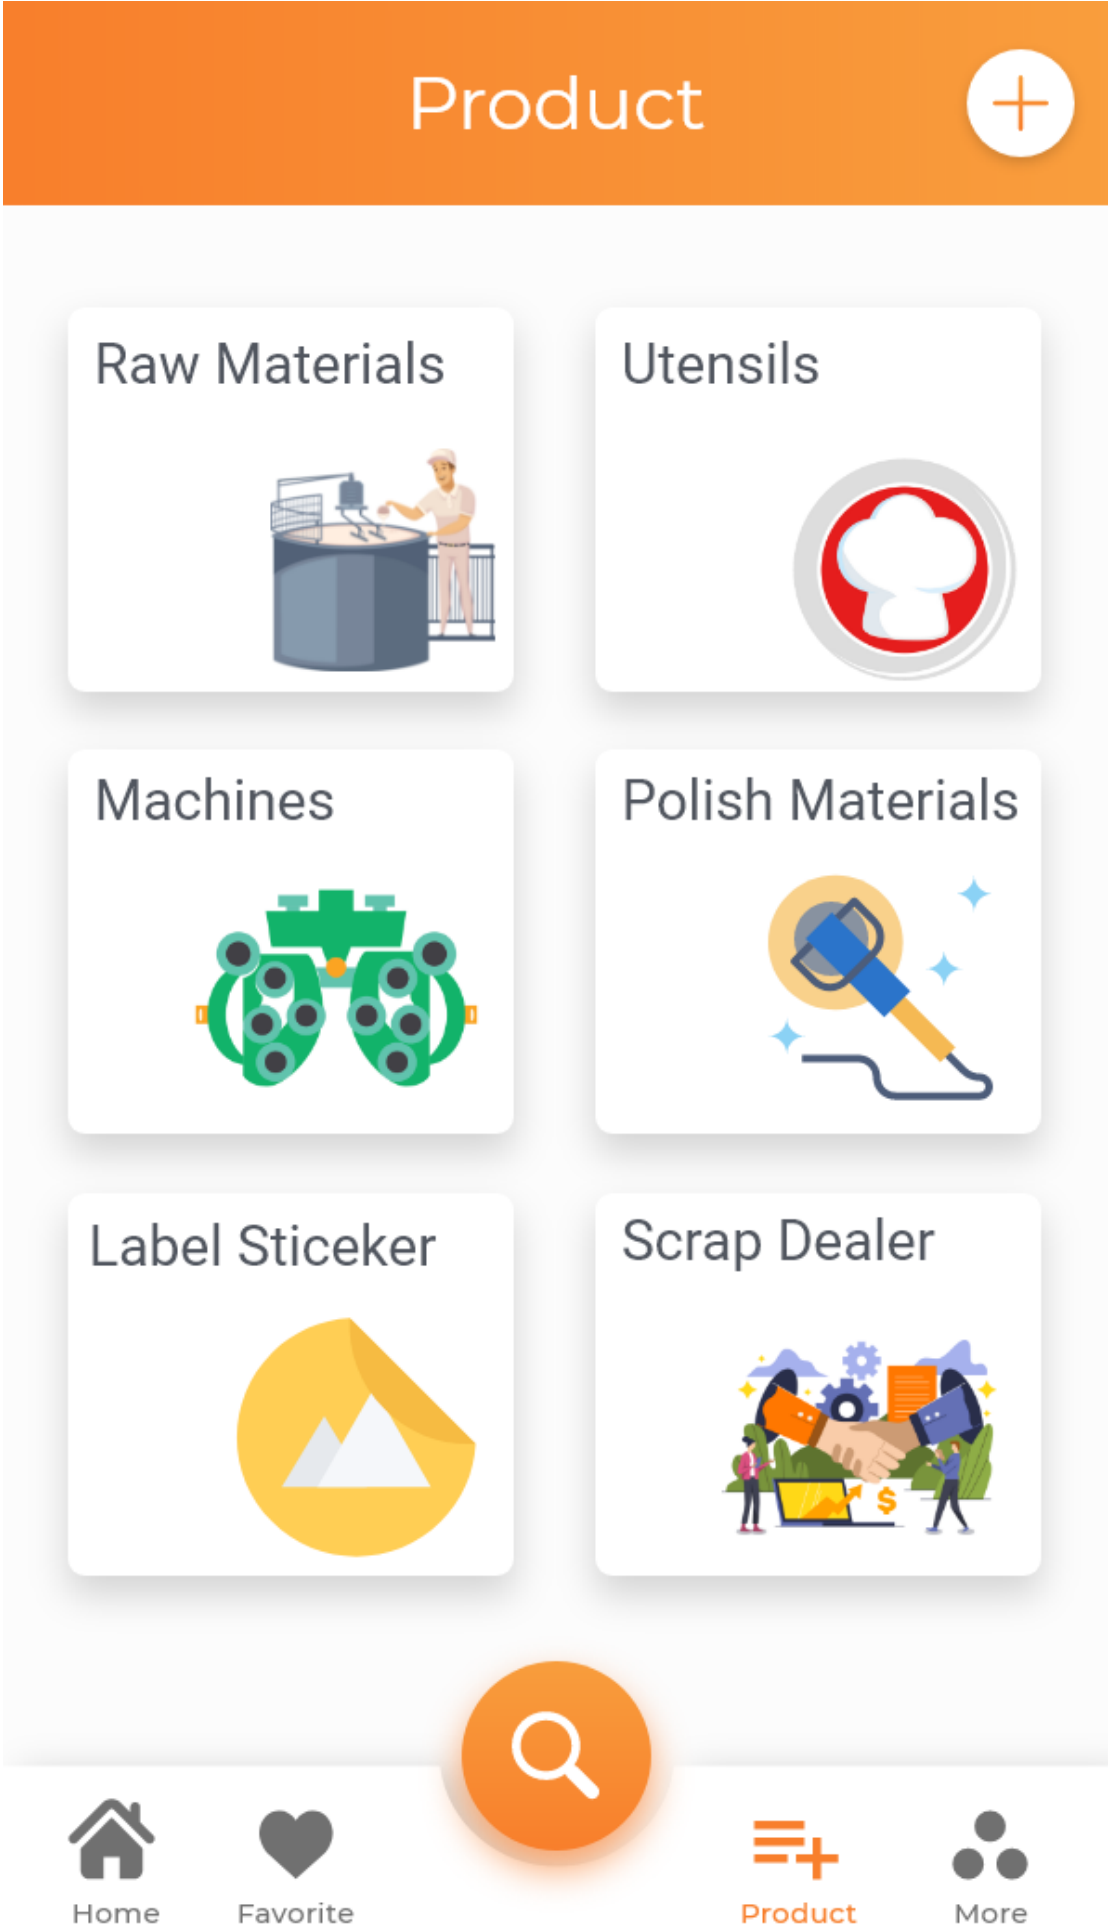 Product
Raw Materials
Utensils
Machines
Polish Materials
Label Sticeker
Scrap Dealer
$
Home
Favorite
Product
More